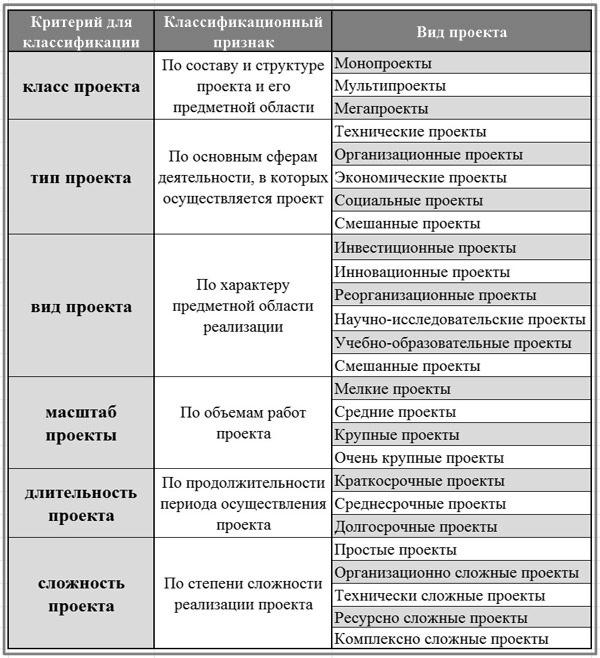 Критерий для
классификации
Классификационный
признак
Вид проекта
класс проекта
По составу и структуре
проекта и его
предметной области
Монопроекты
Мультипроекты
Мегапроекты
тип проекта
По основным сферам
деятельности, в которых
осуществляется проект
Технические проекты
Организационные проекты
Экономические проекты
Социальные проекты
Смешанные проекты
вид проекта
По характеру
предметной области
реализации
Инвестиционные проекты
Инновационные проекты
Реорганизационные проекты
Научно-исследовательские проекты
Учебно-образовательные проекты
Смешанные проекты
масштаб
проекты
По объемам работ
проекта
Мелкие проекты
Средние проекты
Крупные проекты
Очень крупные проекты
длительность
проекта
По продолжительности
периода осуществления
проекта
Краткосрочные проекты
Среднесрочные проекты
Долгосрочные проекты
сложность
проекта
По степени сложности
реализации проекта
Простые проекты
Организационно сложные проекты
Технически сложные проекты
Ресурсно сложные проекты
Комплексно сложные проекты